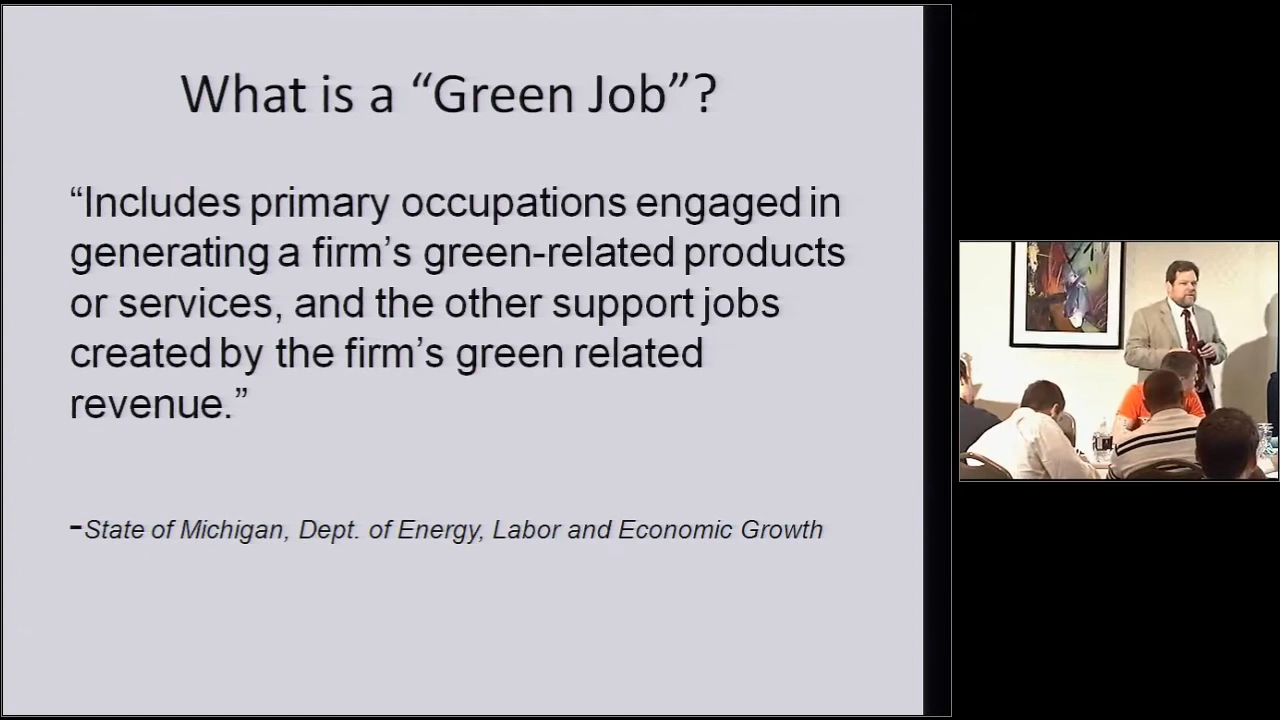 What is a “Green Job”?
“Includes primary occupations engaged in
generating a firm’s green-related products
or services, and the other support jobs
created by the firm’s green related
revenue.”
-State of Michigan, Dept. of Energy, Labor and Economic Growth